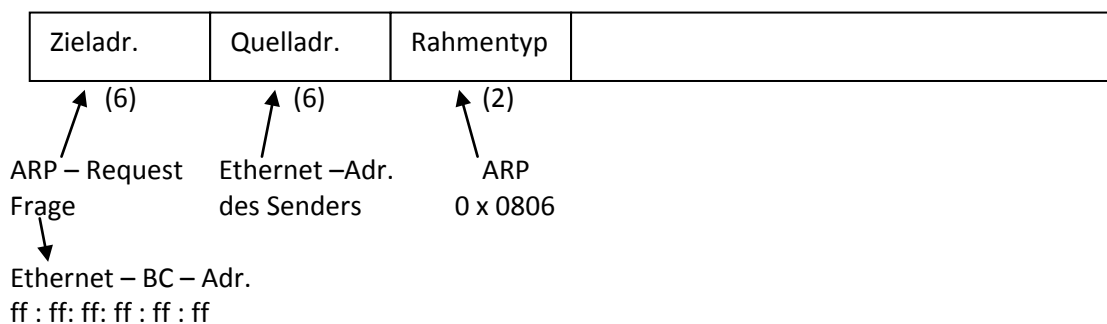 Zieladr. Quelladr. Rahmentyp
(6) (6) (2)
ARP – Request Ethernet –Adr. ARP
Frage des Senders 0 x 0806
Ethernet – BC – Adr.
ff : ff: ff: ff : ff : ff